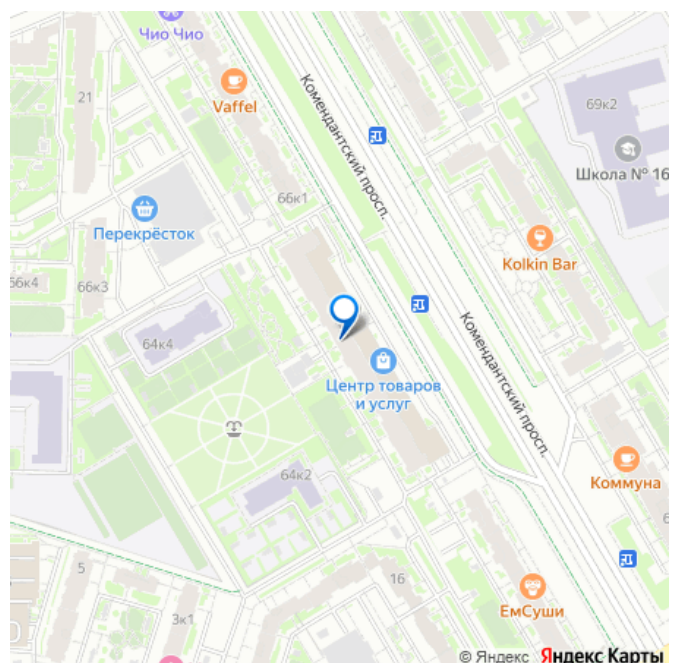 Чио Чио
Vaffel
21
Комендантский просп.
69к2
Школа № 16
66к1
Перекрёсток
Kolkin Bar
66к3
64к4
Комендантский просп.
Центр товаров
и услуг
64к2
Коммуна
5
16
3к1
ЕмСуши
© Яндекс Яндекс Карты